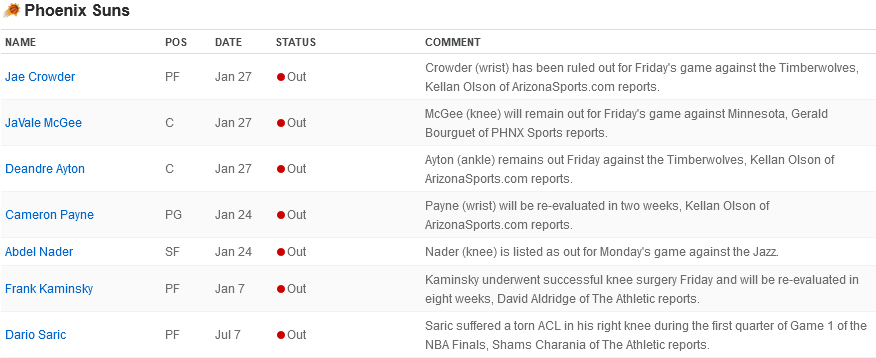 Phoenix Suns
NAME POS DATE STATUS COMMENT
Jae Crowder PF Jan 27 Out Crowder (wrist) has been ruled out for Friday's game against the Timberwolves,
Kellan Olson of ArizonaSports.com reports.
JaVale McGee C Jan 27 Out McGee (knee) will remain out for Friday's game against Minnesota, Gerald
Bourguet of PHNX Sports reports.
Deandre Ayton C Jan 27 Out Ayton (ankle) remains out Friday against the Timberwolves, Kellan Olson of
ArizonaSports.com reports.
Cameron Payne PG Jan 24 Out Payne (wrist) will be re-evaluated in two weeks, Kellan Olson of
ArizonaSports.com reports.
Abdel Nader SF Jan 24 Out Nader (knee) is listed as out for Monday's game against the Jazz.
Frank Kaminsky PF Jan 7 Out Kaminsky underwent successful knee surgery Friday and will be re-evaluated in
eight weeks, David Aldridge of The Athletic reports.
Dario Saric PF Jul 7 Out Saric suffered a torn ACL in his right knee during the first quarter of Game 1 of the
NBA Finals, Shams Charania of The Athletic reports.